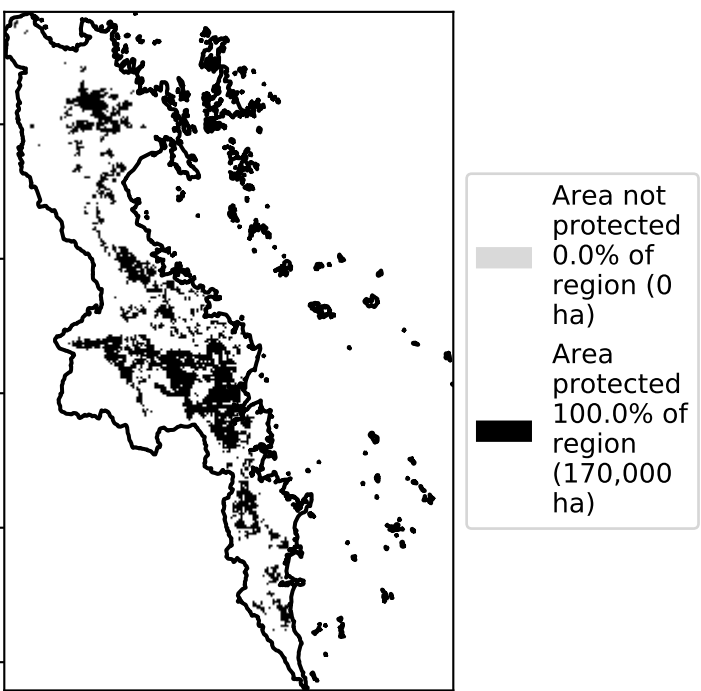 Area not
protected
0.0% of
region (0
ha)
Area
protected
100.0% of
region
(170,000
ha)